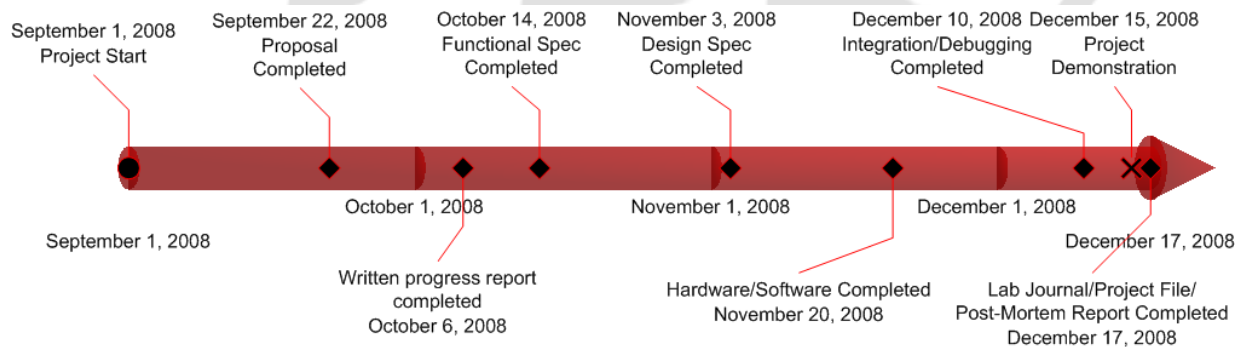 September 1, 2008
Project Start
September 22, 2008
Proposal
Completed
October 14, 2008
Functional Spec
Completed
November 3, 2008
Design Spec
Completed
December 10, 2008
Integration/Debugging
Completed
December 15, 2008
Project
Demonstration
October 1, 2008
November 1, 2008
December 1, 2008
September 1, 2008
December 17, 2008
Written progress report
completed
October 6, 2008
Hardware/Software Completed
November 20, 2008
Lab Journal/Project File/
Post-Mortem Report Completed
December 17, 2008